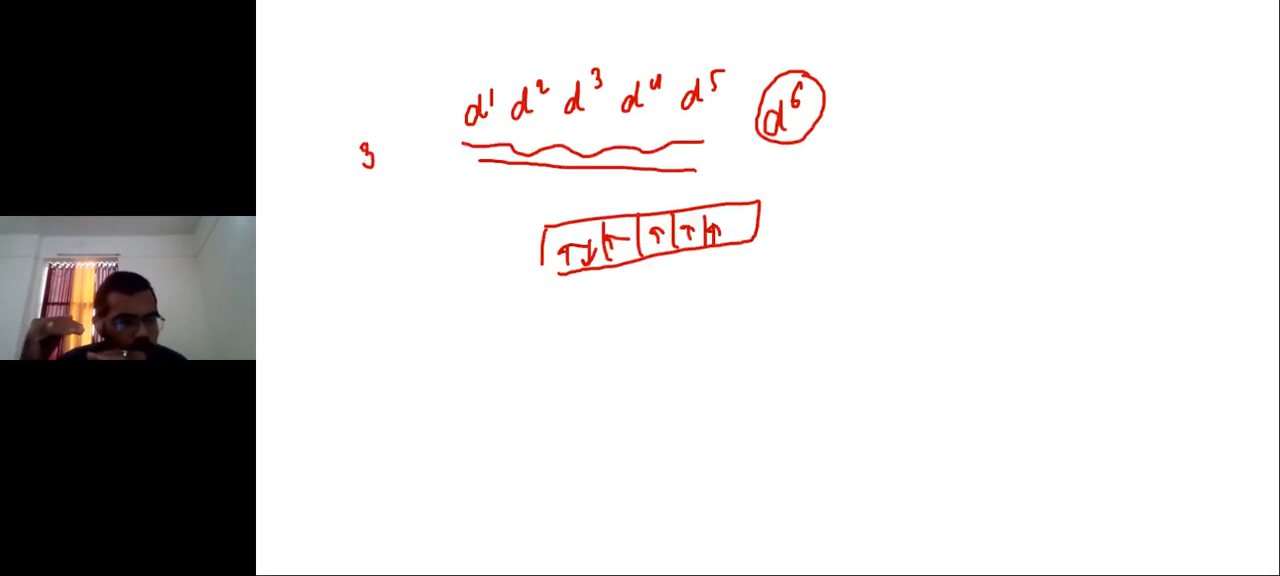 d¹ d² d³ d⁴ d⁵ d⁶
3
↑↓ ↑ ↑ ↑ ↑